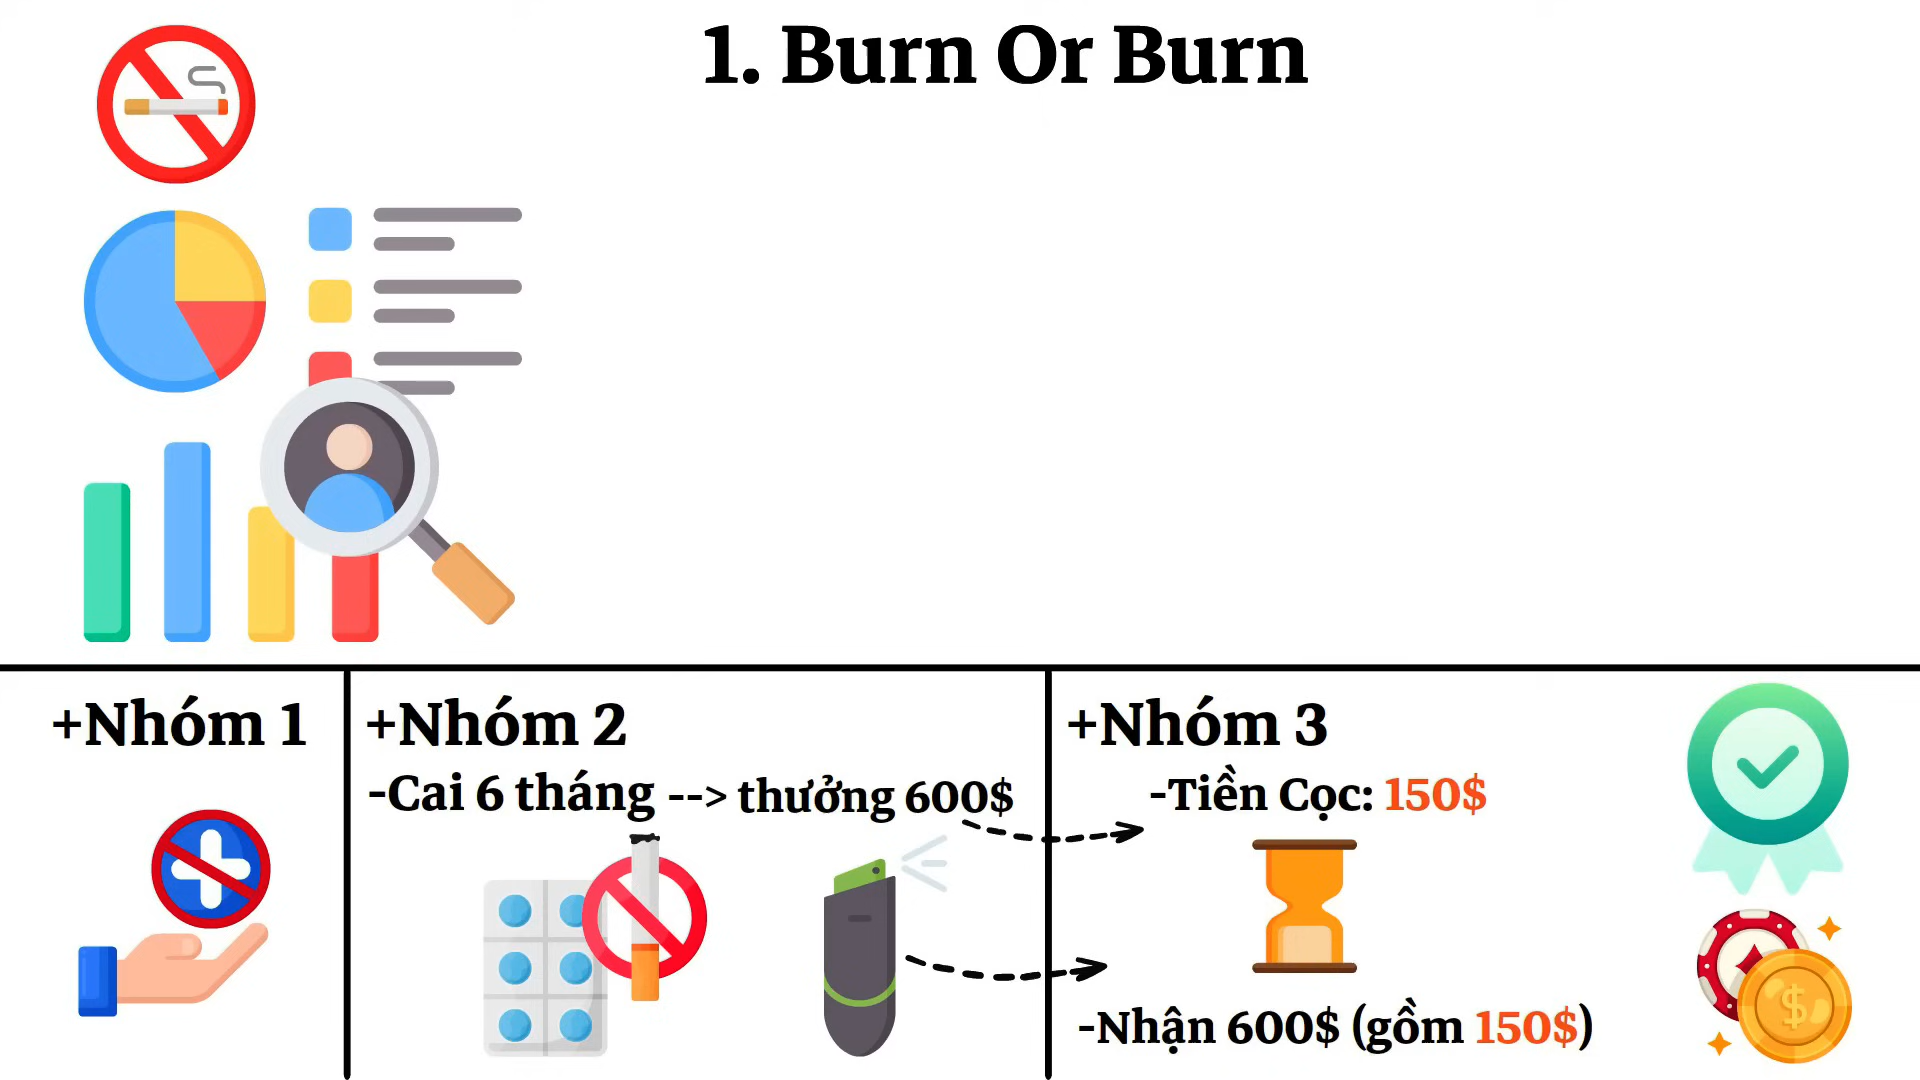 1. Burn Or Burn
+Nhóm 1
+Nhóm 2
-Cai 6 tháng --> thưởng 600$
+Nhóm 3
-Tiền Cọc: 150$
-Nhận 600$ (gồm 150$)